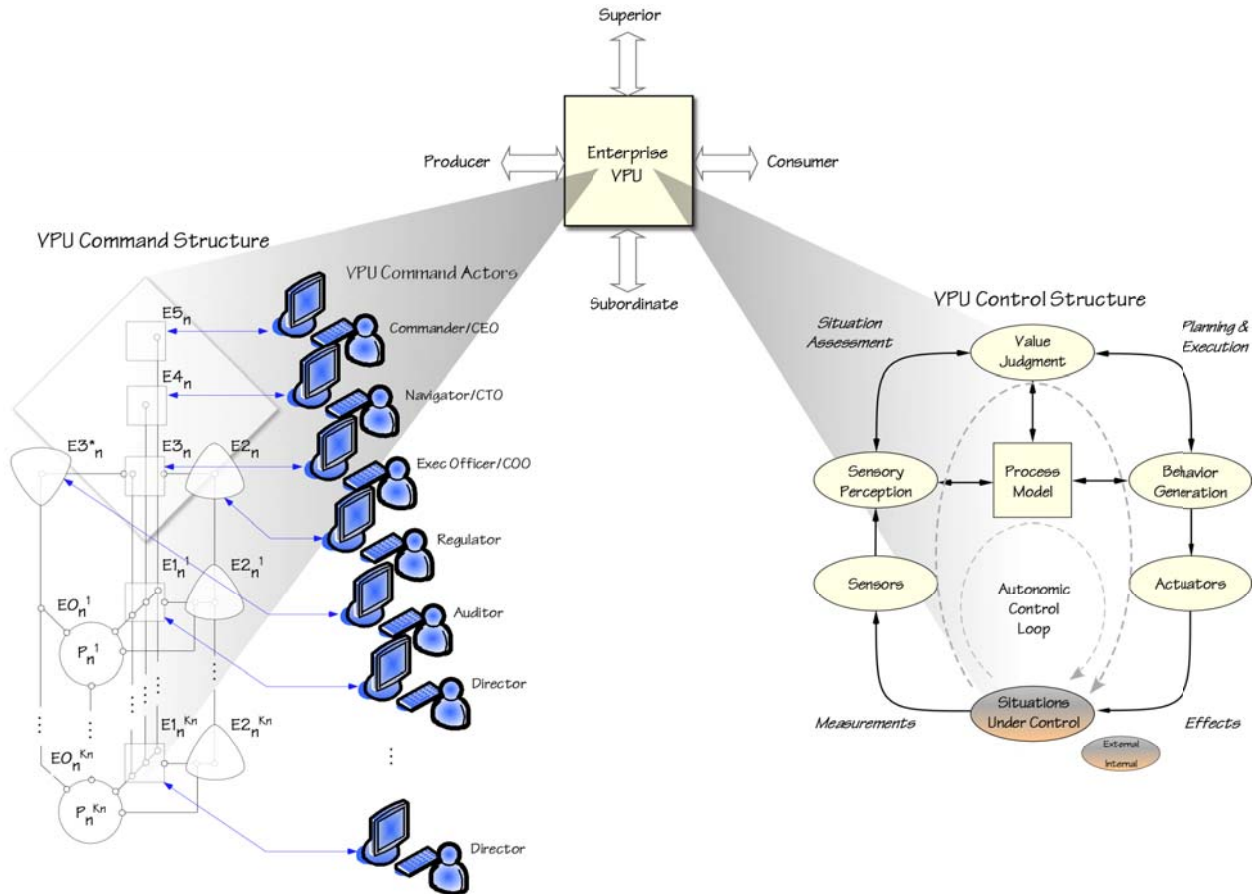 Superior
Producer
Enterprise
VPU
Consumer
Subordinate
VPU Command Structure
VPU Command Actors
E5n
Commander/CEO
E4n
Navigator/CTO
E3*n
E3n
E2n
Exec Officer/COO
Regulator
E1n1
E2n1
E0n1
Auditor
Pn1
Director
E1nKn
E2nKn
E0nKn
PnKn
Director
VPU Control Structure
Situation
Assessment
Value
Judgment
Planning &
Execution
Sensory
Perception
Process
Model
Behavior
Generation
Sensors
Autonomic
Control
Loop
Actuators
Measurements
Situations
Under Control
Effects
External
Internal